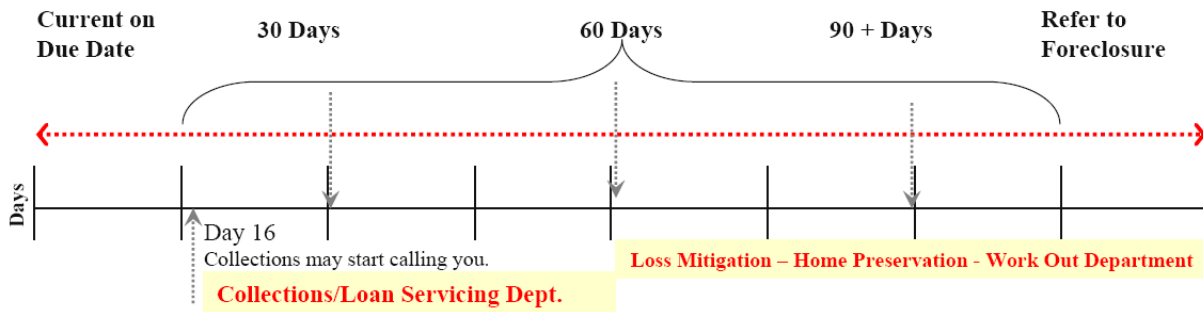 Current on
Due Date
30 Days
60 Days
90 + Days
Refer to
Foreclosure
Days
Day 16
Collections may start calling you.
Collections/Loan Servicing Dept.
Loss Mitigation – Home Preservation - Work Out Department